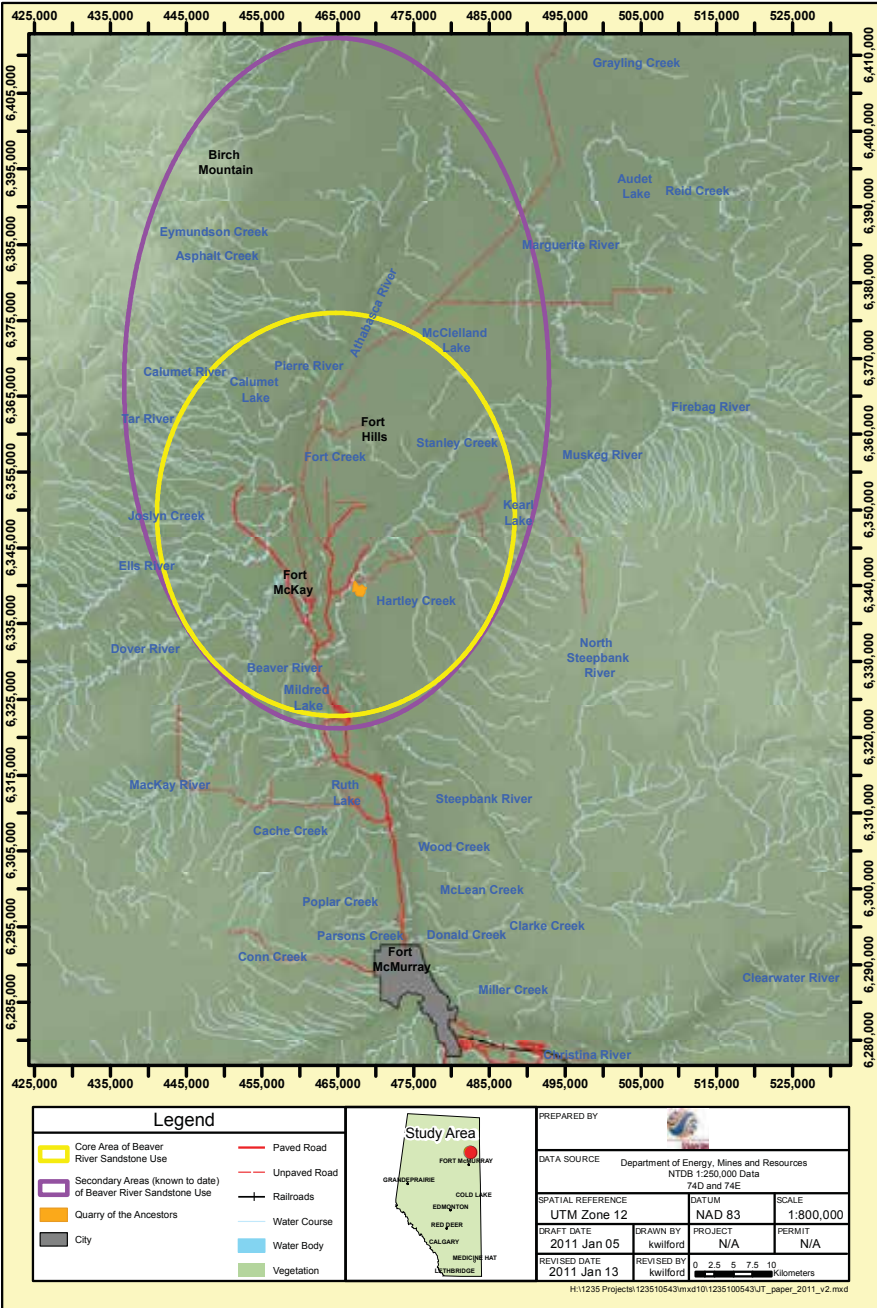 425,000 435,000 445,000 455,000 465,000 475,000 485,000 495,000 505,000 515,000 525,000
6,405,000
6,395,000
6,385,000
6,375,000
6,365,000
6,355,000
6,345,000
6,335,000
6,325,000
6,315,000
6,305,000
6,295,000
6,285,000
6,410,000
6,400,000
6,390,000
6,380,000
6,370,000
6,360,000
6,350,000
6,340,000
6,330,000
6,320,000
6,310,000
6,300,000
6,290,000
6,280,000
Grayling Creek
Birch
Mountain
Audet
Lake
Reid Creek
Eymundson Creek
Asphalt Creek
Marguerite River
Athabasca River
McClelland
Lake
Calumet River
Pierre River
Calumet
Lake
Tar River
Fort
Hills
Firebag River
Stanley Creek
Fort Creek
Muskeg River
Joslyn Creek
Kearl
Lake
Ells River
Fort
McKay
Hartley Creek
Dover River
North
Steepbank
River
Beaver River
Mildred
Lake
MacKay River
Ruth
Lake
Steepbank River
Cache Creek
Wood Creek
McLean Creek
Poplar Creek
Clarke Creek
Parsons Creek
Donald Creek
Fort
McMurray
Conn Creek
Clearwater River
Miller Creek
Christina River
425,000 435,000 445,000 455,000 465,000 475,000 485,000 495,000 505,000 515,000 525,000
Legend
Core Area of Beaver
River Sandstone Use
Secondary Areas (known to date)
of Beaver River Sandstone Use
Quarry of the Ancestors
City
Paved Road
Unpaved Road
Railroads
Water Course
Water Body
Vegetation
Study Area
FORT McMURRAY
GRANDEPRAIRIE
COLD LAKE
EDMONTON
RED DEER
CALGARY
MEDICINE HAT
LETHBRIDGE
PREPARED BY
DATA SOURCE
Department of Energy, Mines and Resources
NTDB 1:250,000 Data
74D and 74E
SPATIAL REFERENCE
UTM Zone 12
DATUM
NAD 83
SCALE
1:800,000
DRAFT DATE
2011 Jan 05
DRAWN BY
kwilford
PROJECT
N/A
PERMIT
N/A
REVISED DATE
2011 Jan 13
REVISED BY
kwilford
0 2.5 5 7.5 10
Kilometers
H:\1235 Projects\123510543\mxd10\1235100543\JT_paper_2011_v2.mxd